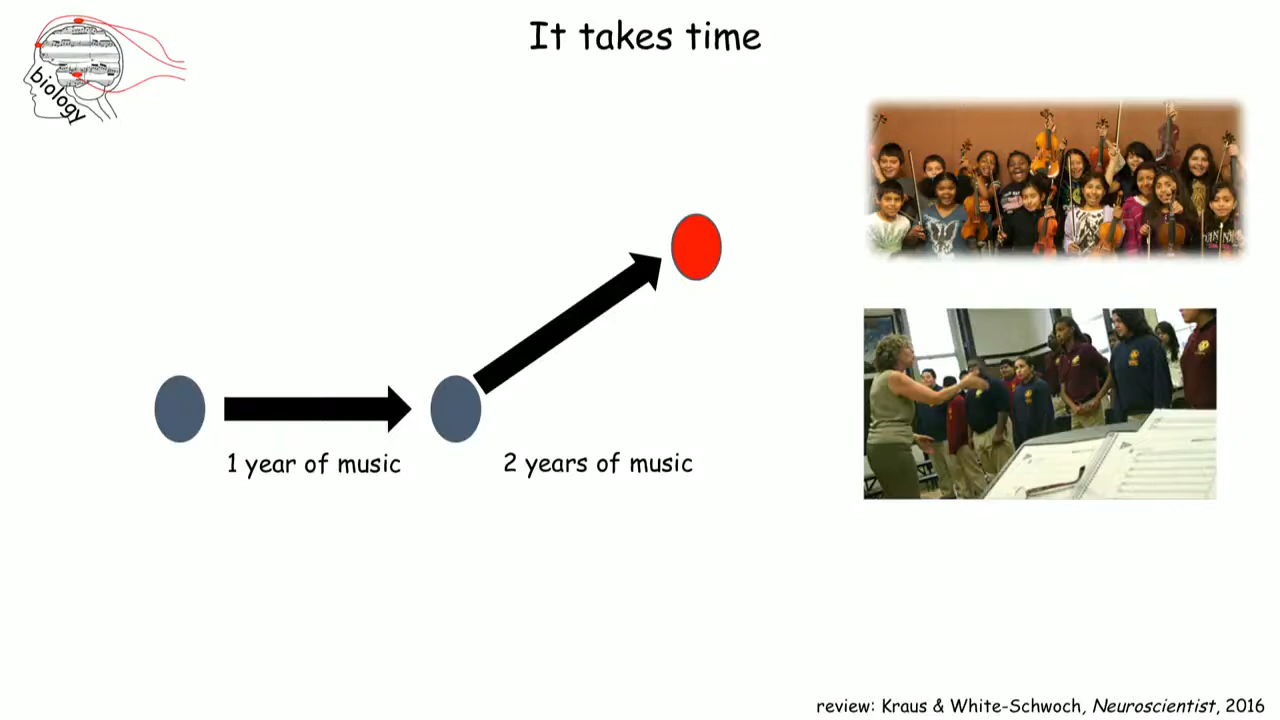 It takes time
biology
1 year of music
2 years of music
review: Kraus & White-Schwoch, Neuroscientist, 2016